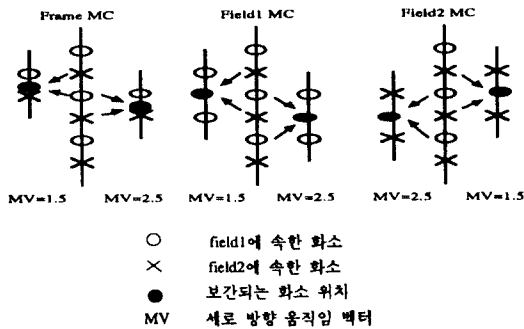 Frame MC Field1 MC Field2 MC
MV=1.5 MV=2.5 MV=1.5 MV=2.5 MV=2.5 MV=1.5
field1에 속한 화소
field2에 속한 화소
보간되는 화소 위치
MV 세로 방향 움직임 벡터